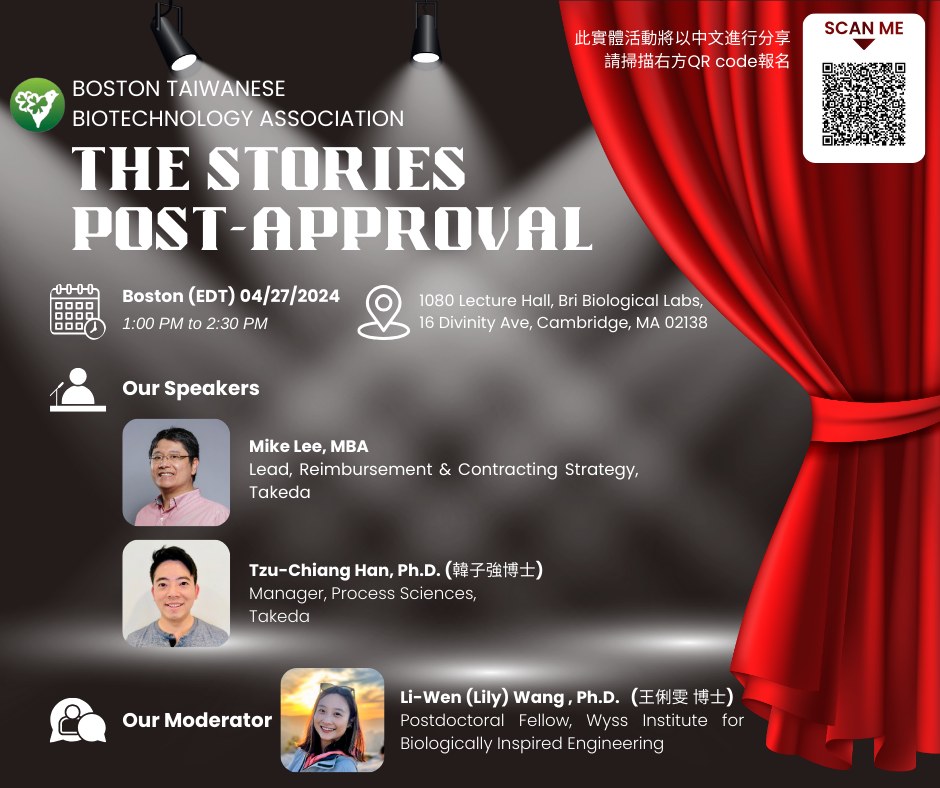 此實體活動將以中文進行分享
請掃描右方QR code報名
SCAN ME
BOSTON TAIWANESE
BIOTECHNOLOGY ASSOCIATION
THE STORIES
POST-APPROVAL
Boston (EDT) 04/27/2024
1:00 PM to 2:30 PM
1080 Lecture Hall, Bri Biological Labs,
16 Divinity Ave, Cambridge, MA 02138
Our Speakers
Mike Lee, MBA
Lead, Reimbursement & Contracting Strategy,
Takeda
Tzu-Chiang Han, Ph.D. (韓子強博士)
Manager, Process Sciences,
Takeda
Our Moderator
Li-Wen (Lily) Wang , Ph.D. (王俐雯 博士)
Postdoctoral Fellow, Wyss Institute for
Biologically Inspired Engineering